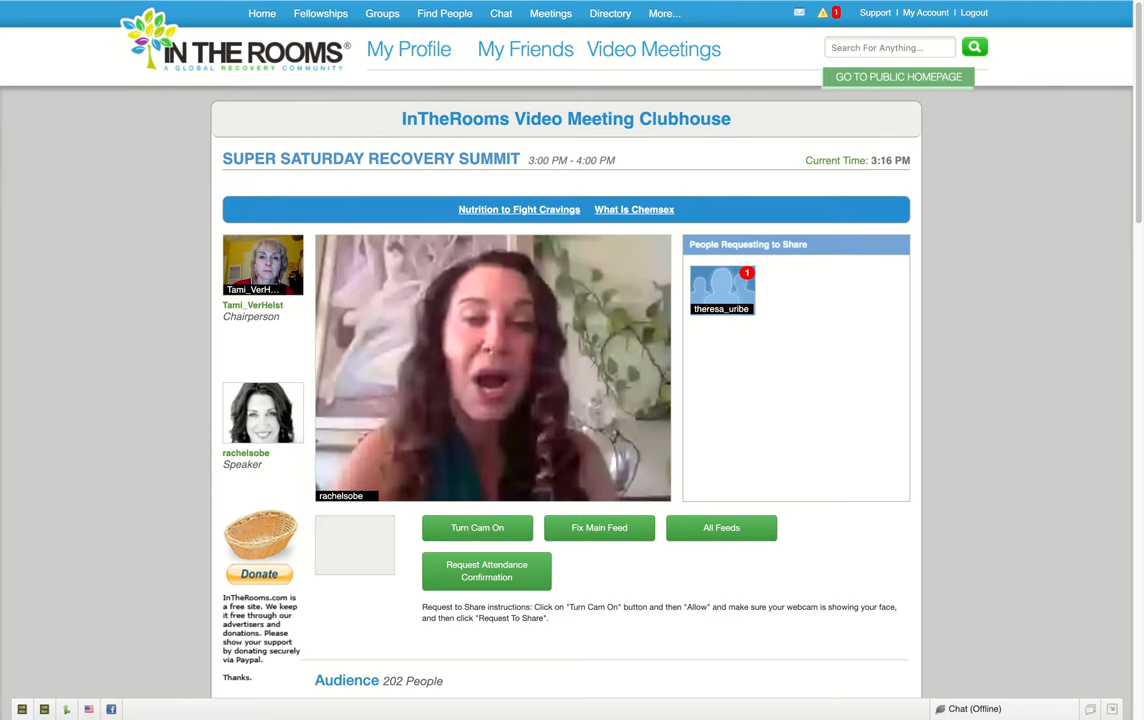 Home Fellowships Groups Find People Chat Meetings Directory More... 1 Support | My Account | Logout
IN THE ROOMS®
A GLOBAL RECOVERY COMMUNITY
My Profile My Friends Video Meetings
Search For Anything...
GO TO PUBLIC HOMEPAGE
InTheRooms Video Meeting Clubhouse
SUPER SATURDAY RECOVERY SUMMIT 3:00 PM - 4:00 PM Current Time: 3:16 PM
Nutrition to Fight Cravings What Is Chemsex
Tami_VerH...
Tami_VerHelst
Chairperson
rachelsobe
Speaker
rachelsobe
People Requesting to Share
1
theresa_uribe
Turn Cam On Fix Main Feed All Feeds
Request Attendance
Confirmation
Request to Share instructions: Click on "Turn Cam On" button and then "Allow" and make sure your webcam is showing your face,
and then click "Request To Share".
Donate
InTheRooms.com is
a free site. We keep
it free through our
advertisers and
donations. Please
show your support
by donating securely
via Paypal.
Thanks.
Audience 202 People
Chat (Offline)